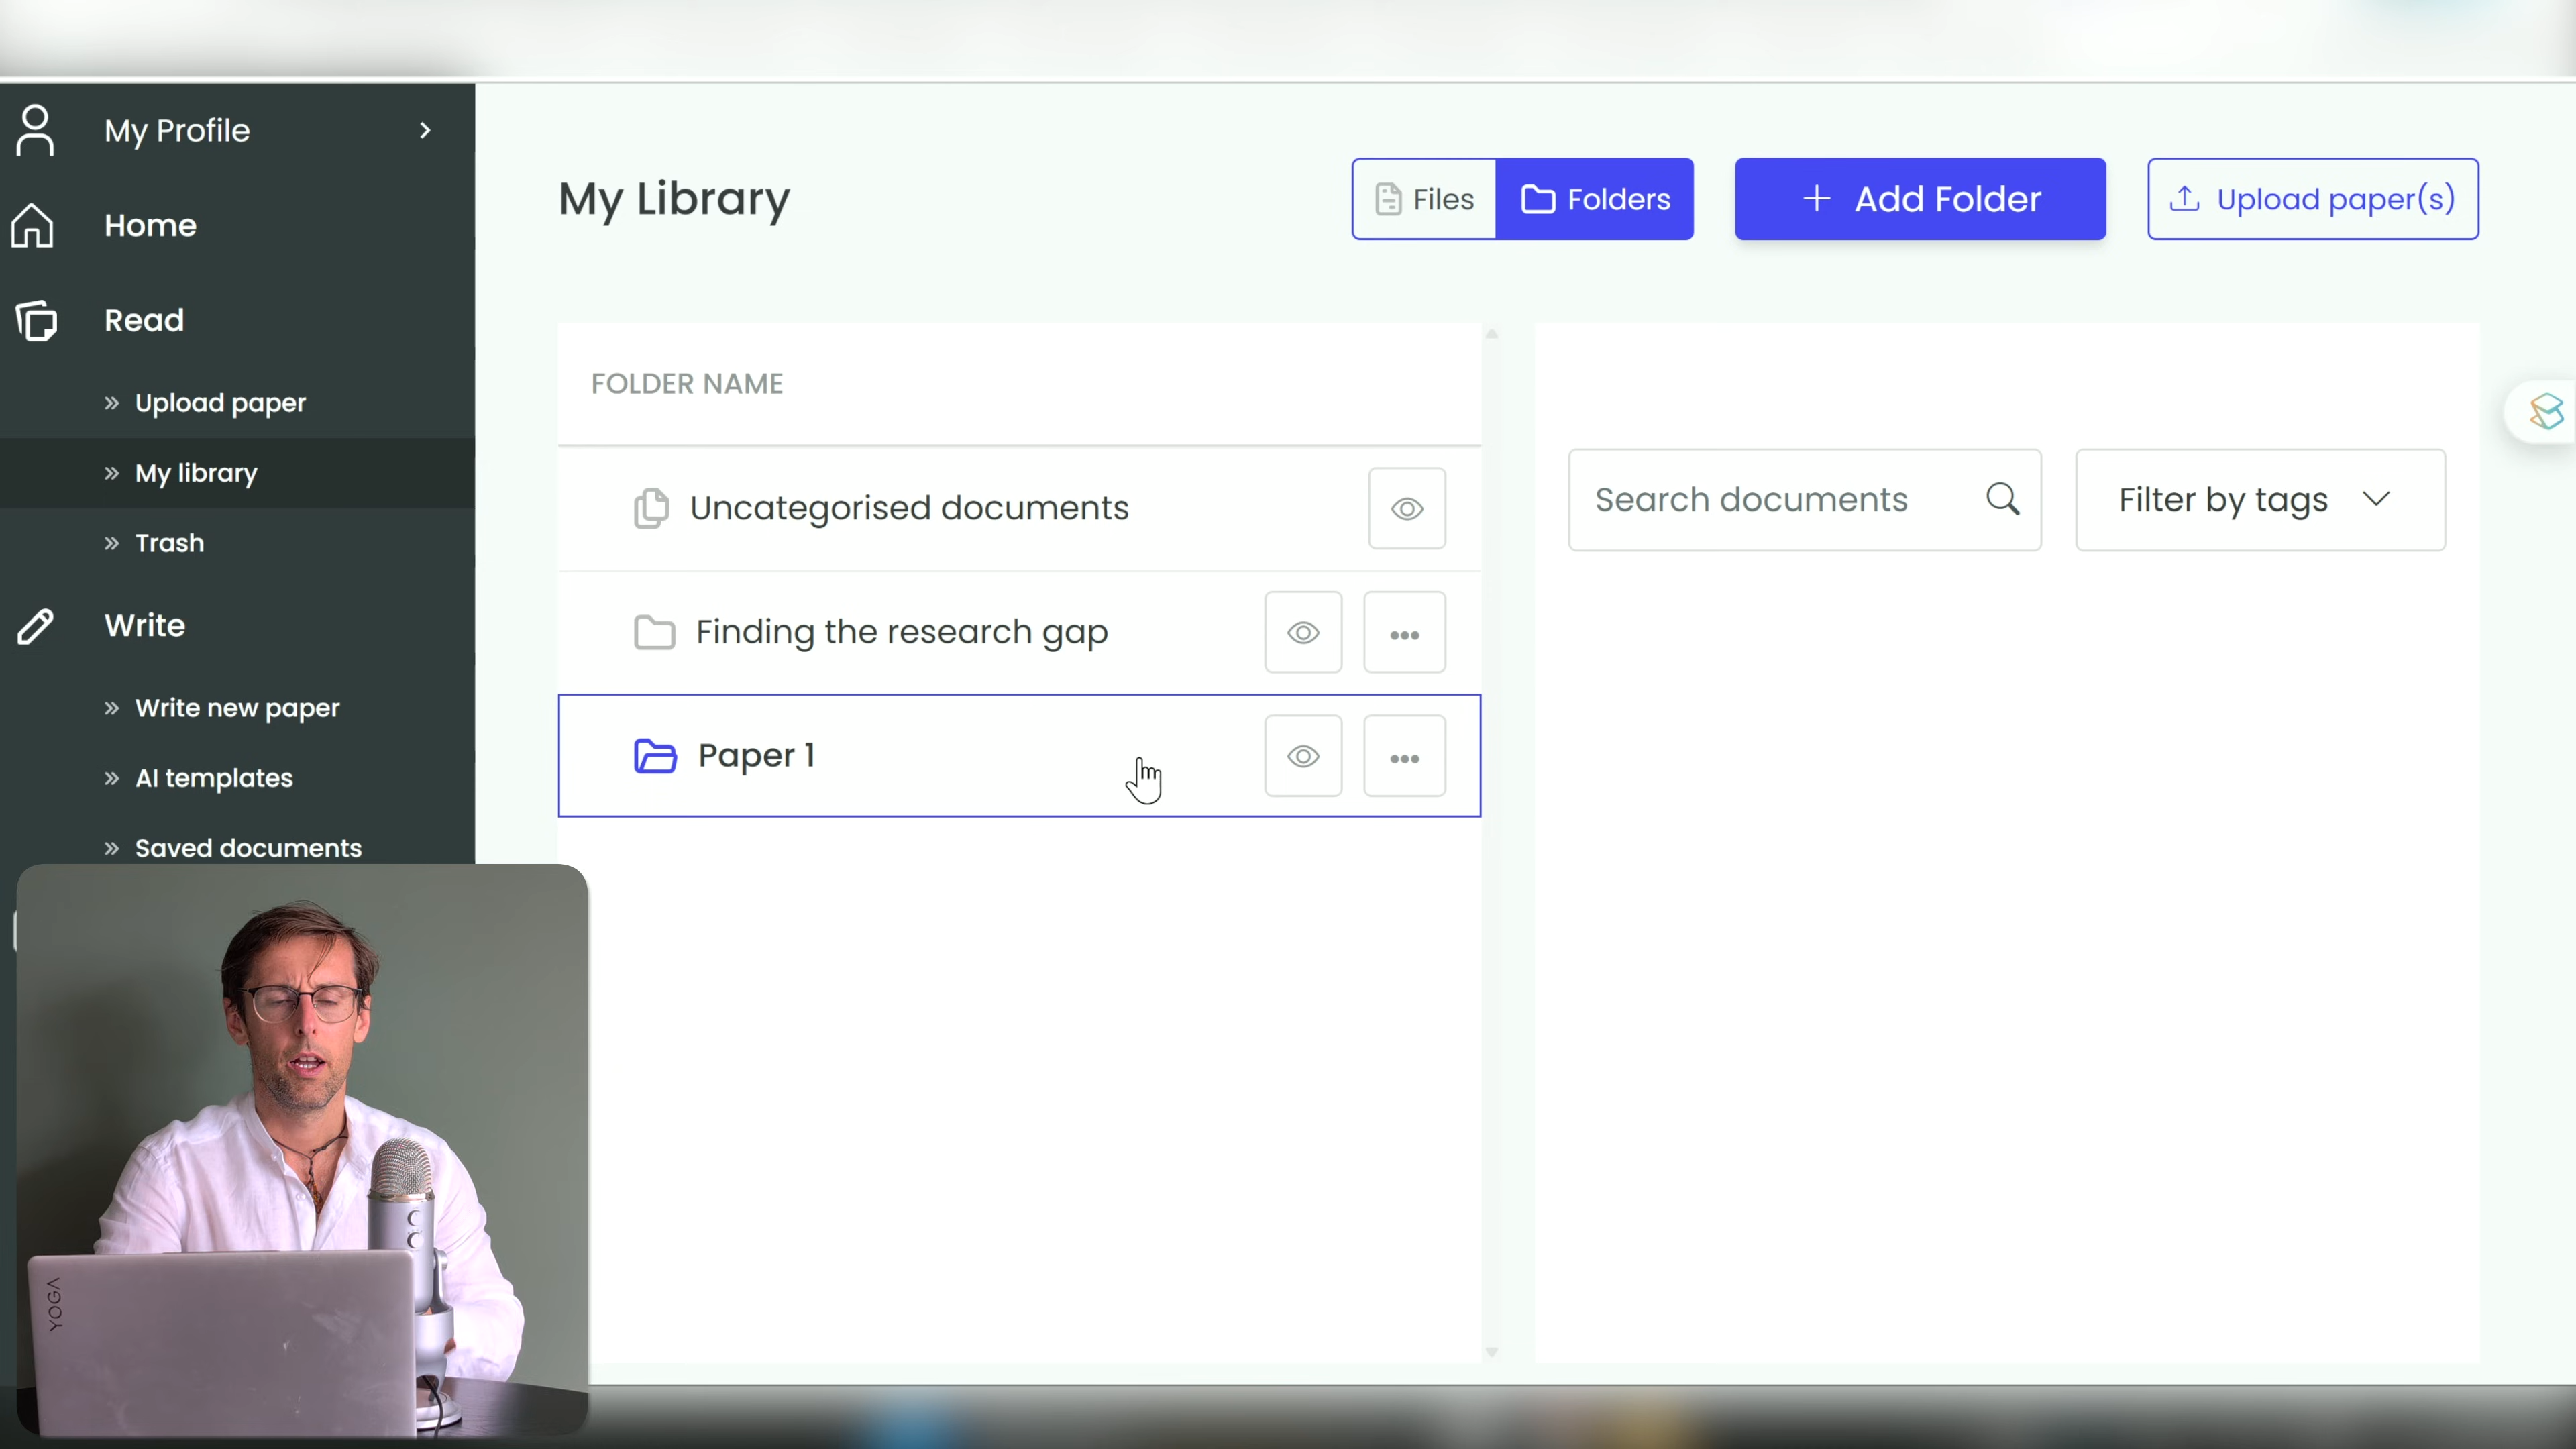 My Profile
Home
Read
Upload paper
My library
Trash
Write
Write new paper
AI templates
Saved documents
My Library
Files
Folders
+ Add Folder
Upload paper(s)
FOLDER NAME
Uncategorised documents
Finding the research gap
Paper 1
Search documents
Filter by tags
YOGA